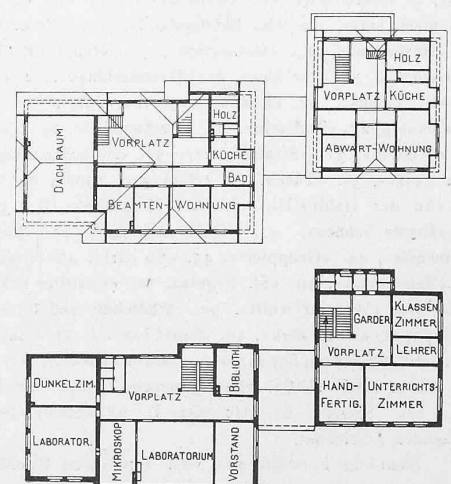 HOLZ
VORPLATZ
KÜCHE
ABWART-WOHNUNG
DACHRAUM
VORPLATZ
HOLZ
KÜCHE
BAD
BEAMTEN-WOHNUNG
GARDER.
KLASSEN
ZIMMER
VORPLATZ
LEHRER
HAND-
FERTIG.
UNTERRICHTS-
ZIMMER
DUNKELZIM.
VORPLATZ
BIBLIOTH.
LABORATOR.
MIKROSKOP
LABORATORIUM
VORSTAND